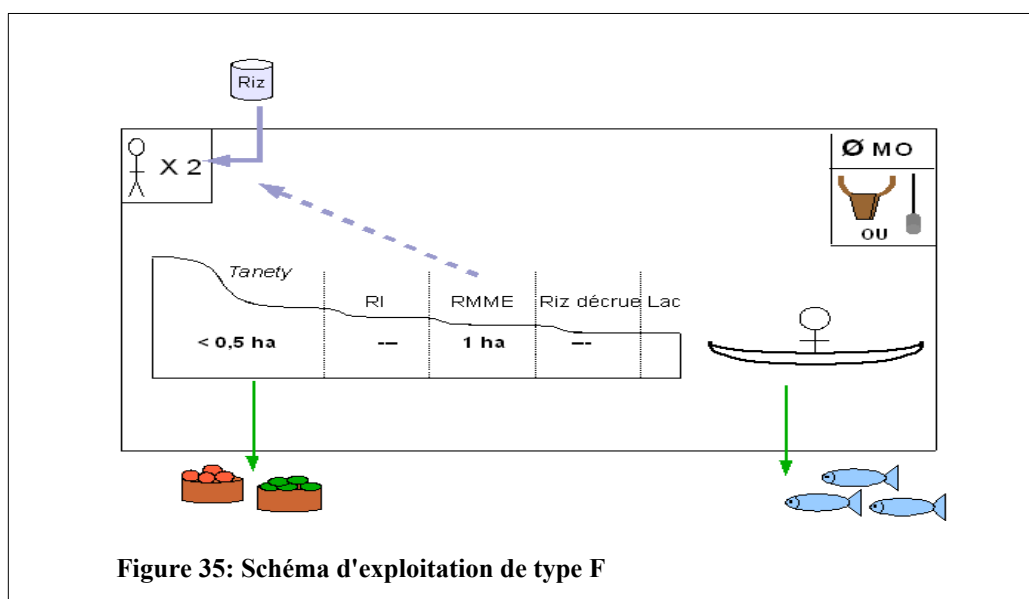 Riz
X 2
Ø MO
OU
Tanety
RI
RMME
Riz décrue
Lac
< 0,5 ha
---
1 ha
---
Figure 35: Schéma d'exploitation de type F